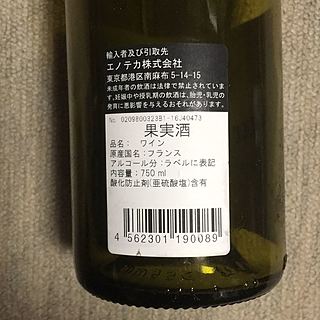 輸入者及び引取先
エノテカ株式会社
東京都港区南麻布 5-14-15
未成年者の飲酒は法律で禁止されていま
す。妊娠中や授乳期の飲酒は、胎児・乳児の
発育に悪影響を与えるおそれがあります。
No. 0209800323B1-16J40473
果実酒
品名： ワイン
原産国名：フランス
アルコール分：ラベルに表記
内容量：750 ml
酸化防止剤(亜硫酸塩)含有
4 562301 190089